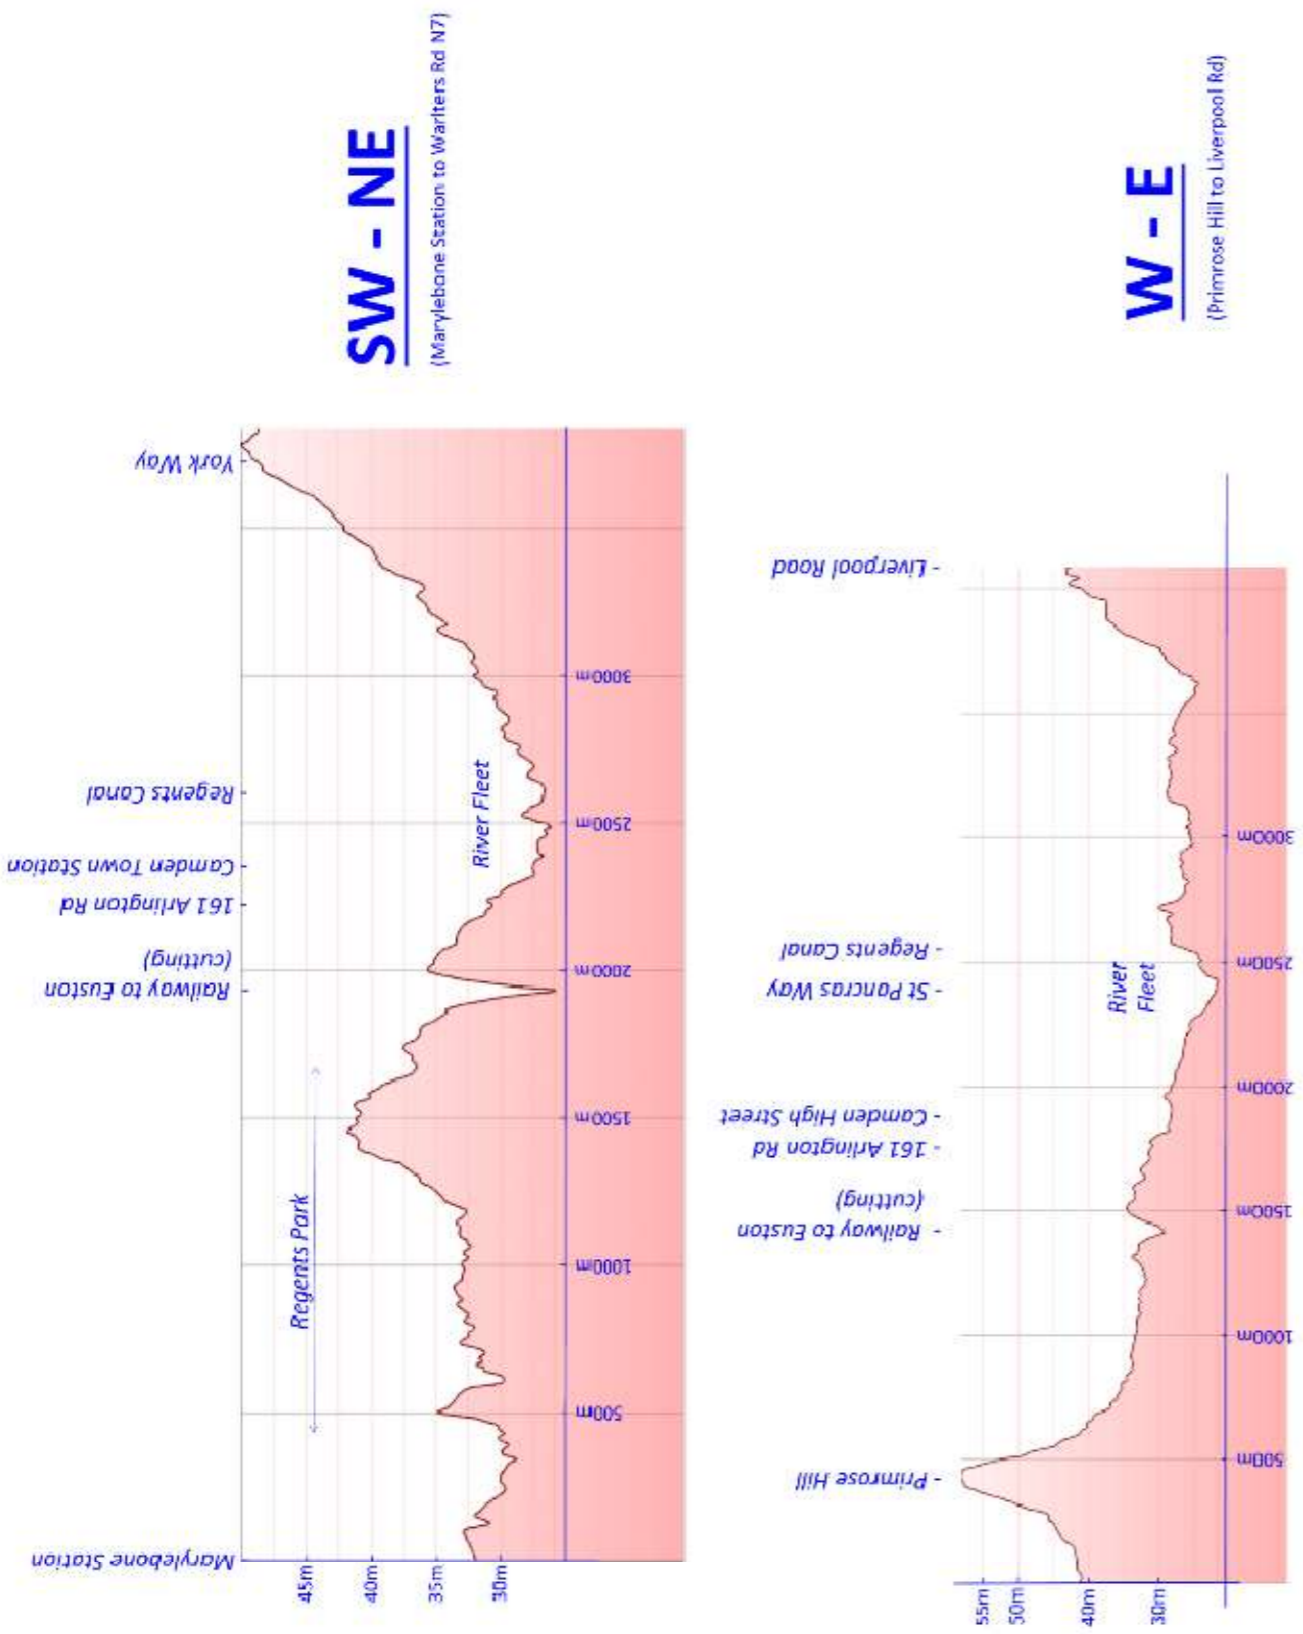 SW - NE
(Marylebone Station to Warlters Rd N7)
Marylebone Station
Railway to Euston
(cutting)
161 Arlington Rd
Camden Town Station
Regents Canal
York Way
Regents Park
River Fleet
45m
40m
35m
30m
500m
1000m
1500m
2000m
2500m
3000m
W - E
(Primrose Hill to Liverpool Rd)
- Primrose Hill
- Railway to Euston
(cutting)
- 161 Arlington Rd
- Camden High Street
- St Pancras Way
- Regents Canal
- Liverpool Road
River
Fleet
55m
50m
40m
30m
500m
1000m
1500m
2000m
2500m
3000m